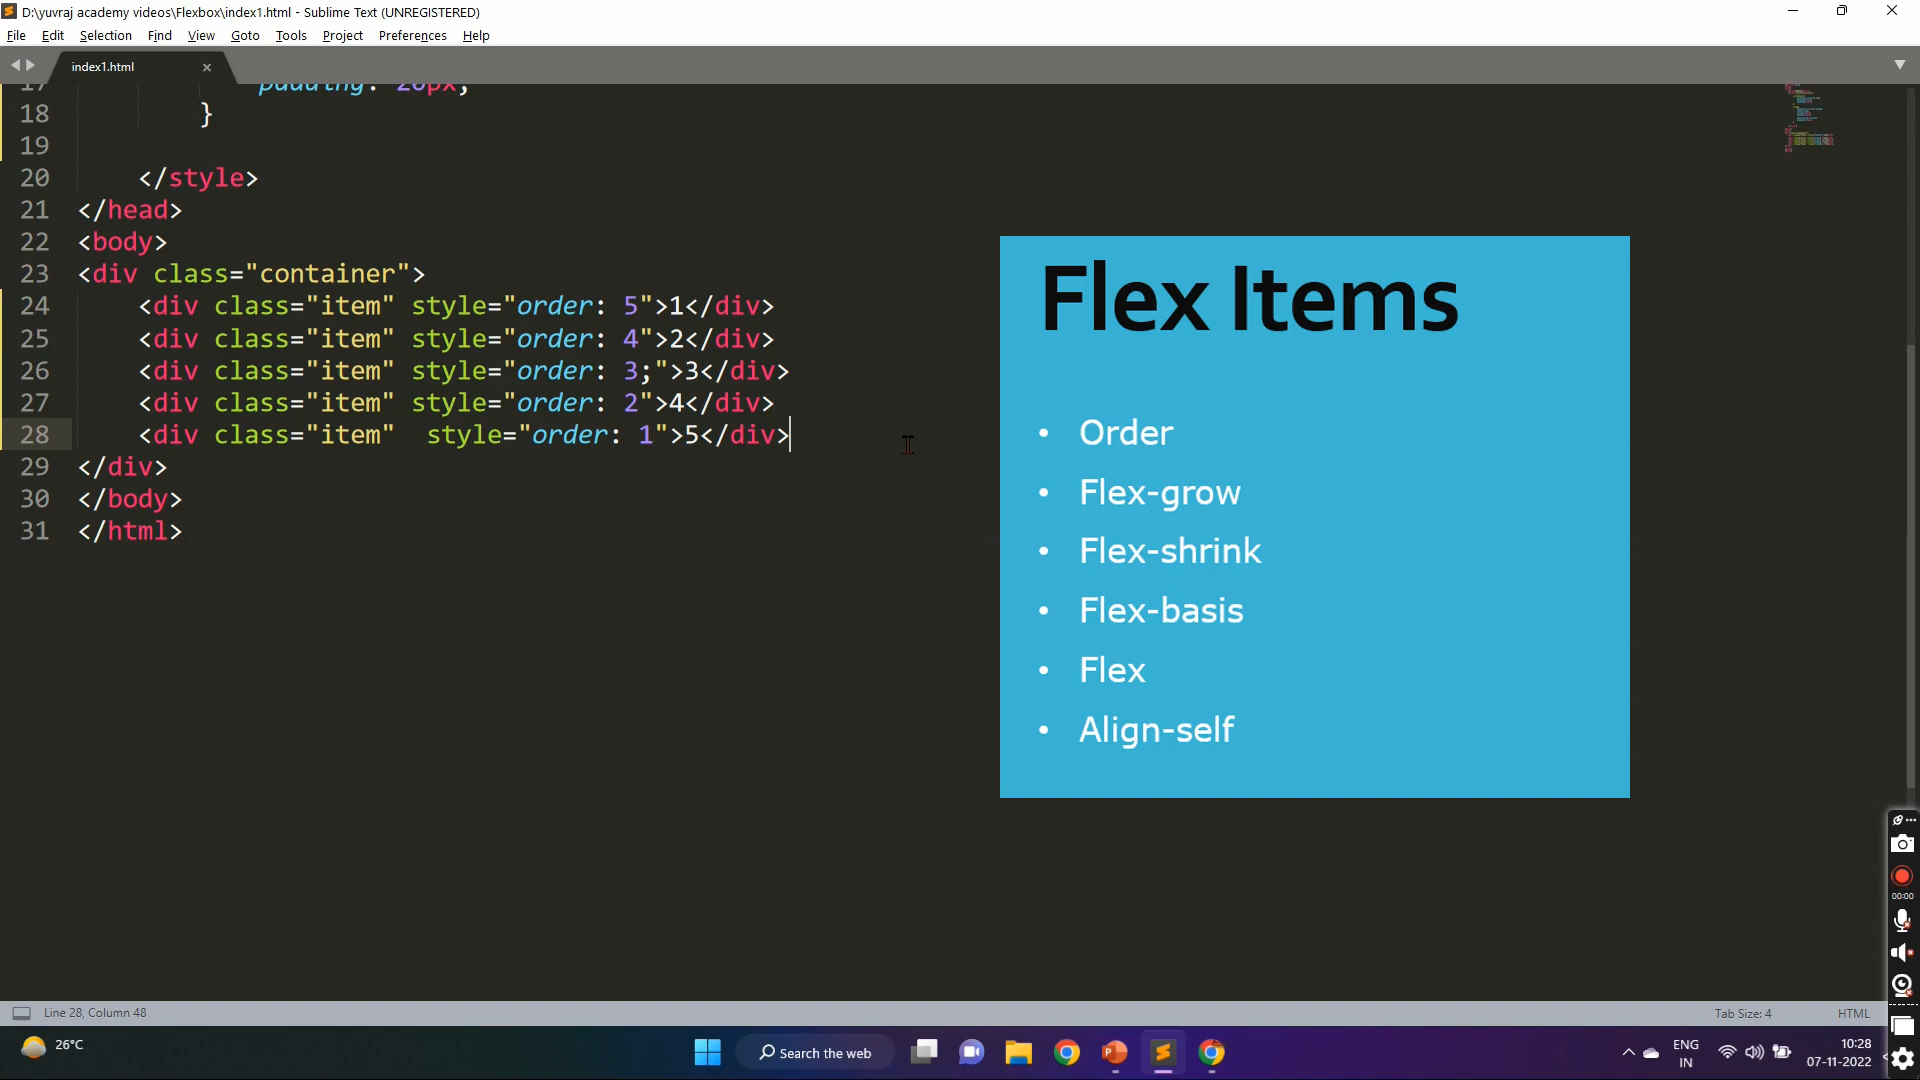 D:\yuvraj academy videos\Flexbox\index1.html - Sublime Text (UNREGISTERED)
File Edit Selection Find View Goto Tools Project Preferences Help
index1.html
17 padding: 20px;
18 }
19
20 </style>
21 </head>
22 <body>
23 <div class="container">
24 <div class="item" style="order: 5">1</div>
25 <div class="item" style="order: 4">2</div>
26 <div class="item" style="order: 3;">3</div>
27 <div class="item" style="order: 2">4</div>
28 <div class="item"  style="order: 1">5</div>
29 </div>
30 </body>
31 </html>
Flex Items
• Order
• Flex-grow
• Flex-shrink
• Flex-basis
• Flex
• Align-self
00:00
Line 28, Column 48
Tab Size: 4
HTML
26°C
Search the web
ENG
IN
10:28
07-11-2022